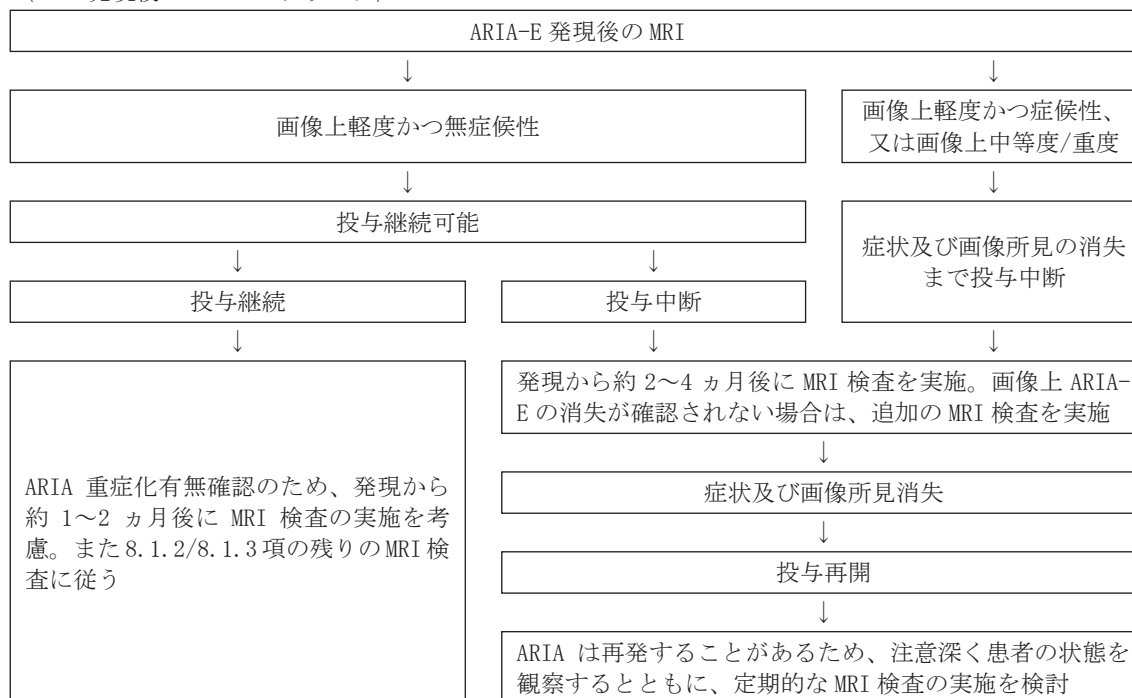 ARIA-E 発現後の MRI
↓
↓
画像上軽度かつ無症候性
画像上軽度かつ症候性、
又は画像上中等度/重度
↓
↓
投与継続可能
症状及び画像所見の消失
まで投与中断
↓
↓
投与継続
投与中断
↓
↓
↓
ARIA 重症化有無確認のため、発現から
約 1～2 ヵ月後に MRI 検査の実施を考
慮。また 8.1.2/8.1.3 項の残りの MRI 検
査に従う
発現から約 2～4 ヵ月後に MRI 検査を実施。画像上 ARIA-
E の消失が確認されない場合は、追加の MRI 検査を実施
↓
症状及び画像所見消失
↓
投与再開
↓
ARIA は再発することがあるため、注意深く患者の状態を
観察するとともに、定期的な MRI 検査の実施を検討